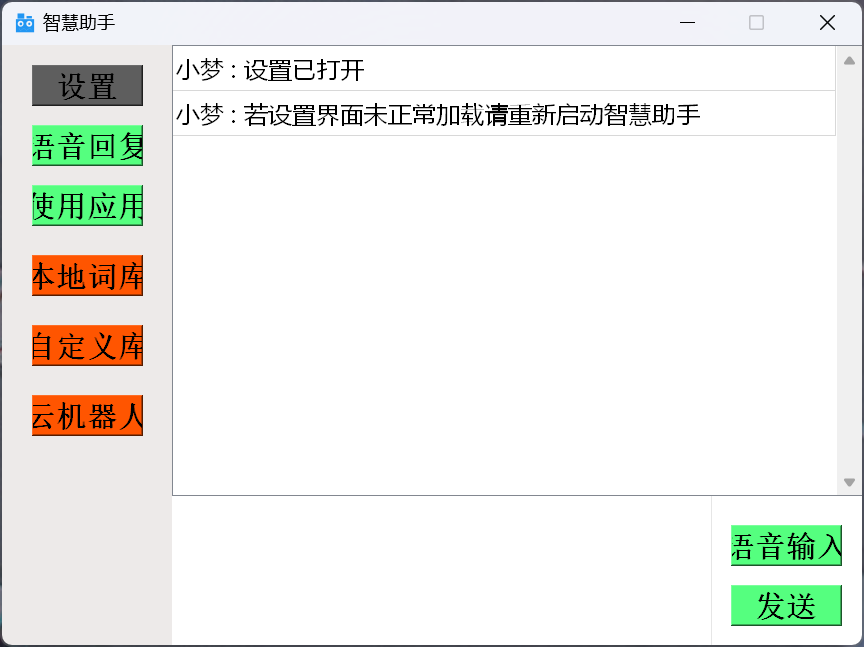 智慧助手
设置
语音回复
使用应用
本地词库
自定义库
云机器人
小梦 : 设置已打开
小梦 : 若设置界面未正常加载请重新启动智慧助手
语音输入
发送